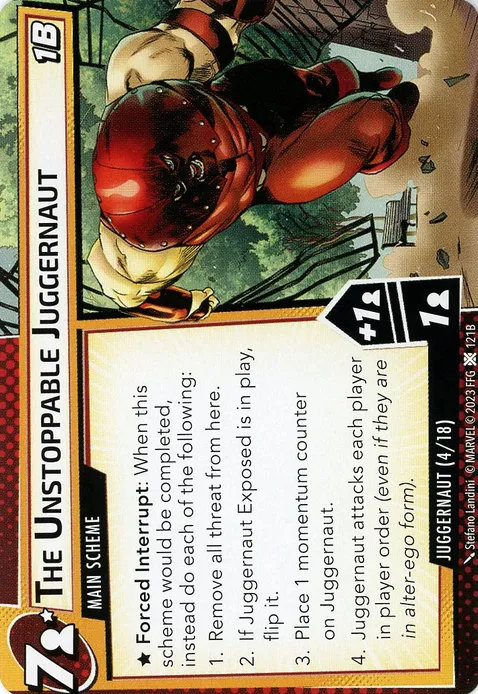 7
THE UNSTOPPABLE JUGGERNAUT
1B
MAIN SCHEME
★ Forced Interrupt: When this
scheme would be completed,
instead do each of the following:
1. Remove all threat from here.
2. If Juggernaut Exposed is in play,
flip it.
3. Place 1 momentum counter
on Juggernaut.
4. Juggernaut attacks each player
in player order (even if they are
in alter-ego form).
+1
1
JUGGERNAUT (4/18)
Stefano Landini © MARVEL © 2023 FFG 121B